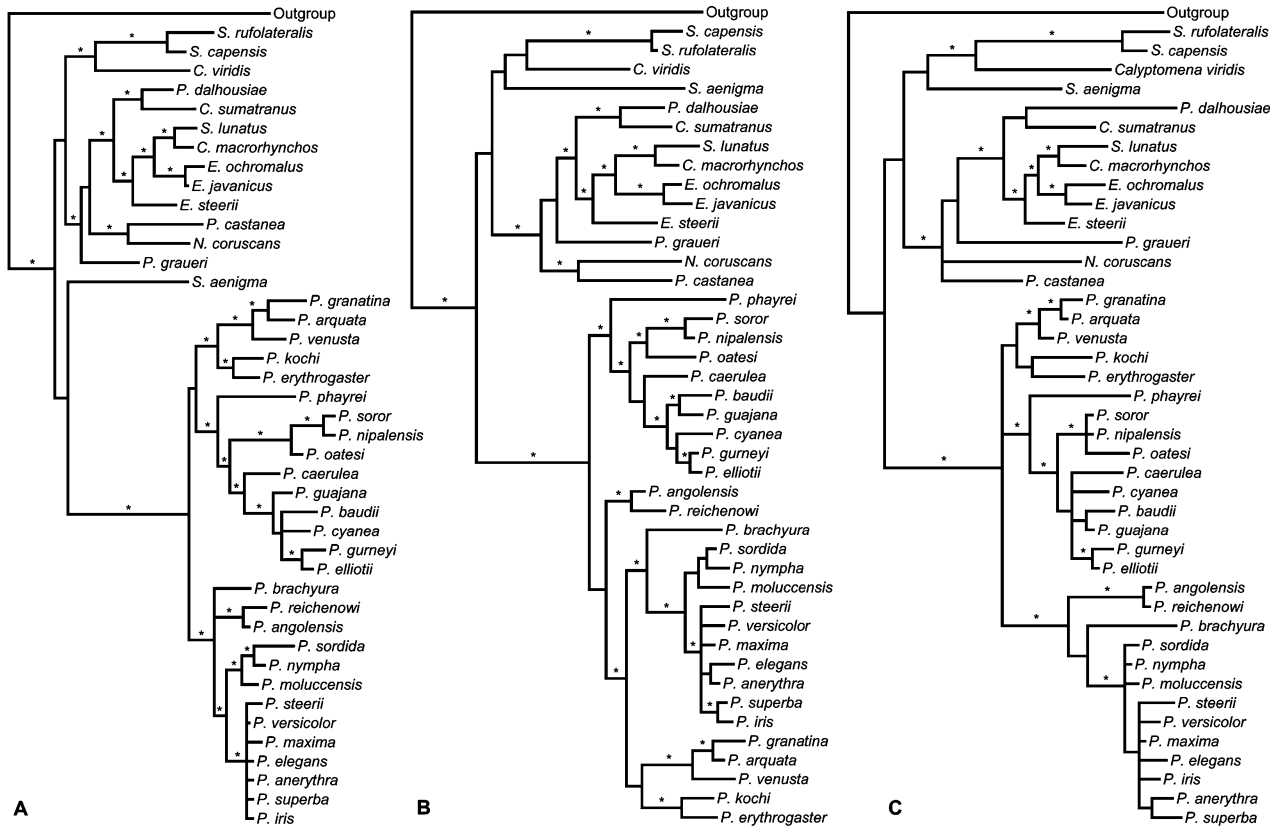 Outgroup
S. rufolateralis
S. capensis
C. viridis
P. dalhousiae
C. sumatranus
S. lunatus
C. macrorhynchos
E. ochromalus
E. javanicus
E. steerii
P. castanea
N. coruscans
P. graueri
S. aenigma
P. granatina
P. arquata
P. venusta
P. kochi
P. erythrogaster
P. phayrei
P. soror
P. nipalensis
P. oatesi
P. caerulea
P. guajana
P. baudii
P. cyanea
P. gurneyi
P. elliotii
P. brachyura
P. reichenowi
P. angolensis
P. sordida
P. nympha
P. moluccensis
P. steerii
P. versicolor
P. maxima
P. elegans
P. anerythra
P. superba
P. iris
A
Outgroup
S. capensis
S. rufolateralis
C. viridis
S. aenigma
P. dalhousiae
C. sumatranus
S. lunatus
C. macrorhynchos
E. ochromalus
E. javanicus
E. steerii
P. graueri
N. coruscans
P. castanea
P. phayrei
P. soror
P. nipalensis
P. oatesi
P. caerulea
P. baudii
P. guajana
P. cyanea
P. gurneyi
P. elliotii
P. angolensis
P. reichenowi
P. brachyura
P. sordida
P. nympha
P. moluccensis
P. steerii
P. versicolor
P. maxima
P. elegans
P. anerythra
P. superba
P. iris
P. granatina
P. arquata
P. venusta
P. kochi
P. erythrogaster
B
Outgroup
S. rufolateralis
S. capensis
Calyptomena viridis
S. aenigma
P. dalhousiae
C. sumatranus
S. lunatus
C. macrorhynchos
E. ochromalus
E. javanicus
E. steerii
P. graueri
N. coruscans
P. castanea
P. granatina
P. arquata
P. venusta
P. kochi
P. erythrogaster
P. phayrei
P. soror
P. nipalensis
P. oatesi
P. caerulea
P. cyanea
P. baudii
P. guajana
P. gurneyi
P. elliotii
P. angolensis
P. reichenowi
P. brachyura
P. sordida
P. nympha
P. moluccensis
P. steerii
P. versicolor
P. maxima
P. elegans
P. iris
P. anerythra
P. superba
C